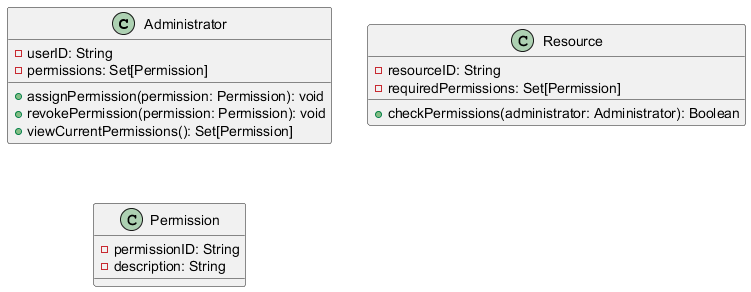 C Administrator
userID: String
permissions: Set[Permission]
assignPermission(permission: Permission): void
revokePermission(permission: Permission): void
viewCurrentPermissions(): Set[Permission]
C Resource
resourceID: String
requiredPermissions: Set[Permission]
checkPermissions(administrator: Administrator): Boolean
C Permission
permissionID: String
description: String